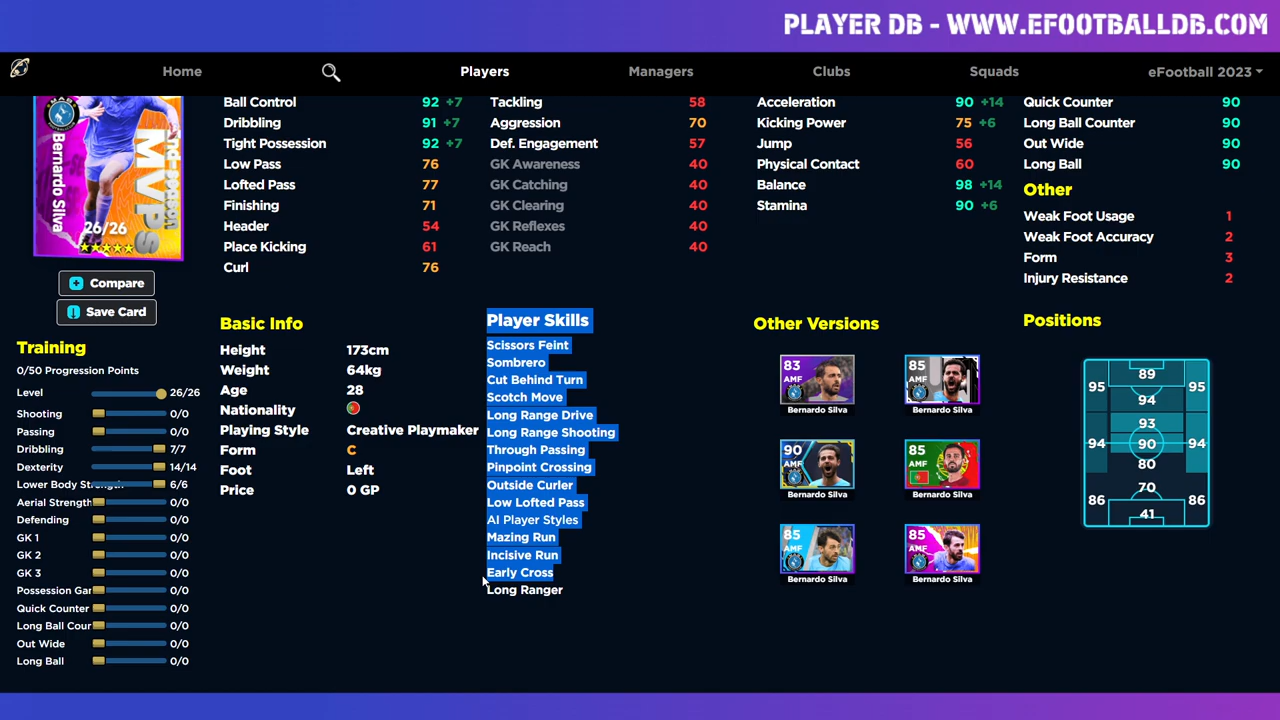 PLAYER DB - WWW.EFOOTBALLDB.COM
Home
Players
Managers
Clubs
Squads
eFootball 2023
Bernardo Silva
2nd-season
MVPs
26/26
Compare
Save Card
Training
0/50 Progression Points
Level 26/26
Shooting 0/0
Passing 0/0
Dribbling 7/7
Dexterity 14/14
Lower Body Strength 6/6
Aerial Strength 0/0
Defending 0/0
GK 1 0/0
GK 2 0/0
GK 3 0/0
Possession Gar 0/0
Quick Counter 0/0
Long Ball Cour 0/0
Out Wide 0/0
Long Ball 0/0
Ball Control 92 +7
Dribbling 91 +7
Tight Possession 92 +7
Low Pass 76
Lofted Pass 77
Finishing 71
Header 54
Place Kicking 61
Curl 76
Tackling 58
Aggression 70
Def. Engagement 57
GK Awareness 40
GK Catching 40
GK Clearing 40
GK Reflexes 40
GK Reach 40
Acceleration 90 +14
Kicking Power 75 +6
Jump 56
Physical Contact 60
Balance 98 +14
Stamina 90 +6
Quick Counter 90
Long Ball Counter 90
Out Wide 90
Long Ball 90
Other
Weak Foot Usage 1
Weak Foot Accuracy 2
Form 3
Injury Resistance 2
Basic Info
Height 173cm
Weight 64kg
Age 28
Nationality
Playing Style Creative Playmaker
Form C
Foot Left
Price 0 GP
Player Skills
Scissors Feint
Sombrero
Cut Behind Turn
Scotch Move
Long Range Drive
Long Range Shooting
Through Passing
Pinpoint Crossing
Outside Curler
Low Lofted Pass
AI Player Styles
Mazing Run
Incisive Run
Early Cross
Long Ranger
Other Versions
83
AMF
Bernardo Silva
85
AMF
Bernardo Silva
90
AMF
Bernardo Silva
85
AMF
Bernardo Silva
85
AMF
Bernardo Silva
85
AMF
Bernardo Silva
Positions
89
95 95
94
93
94 90 94
80
70
86 86
41